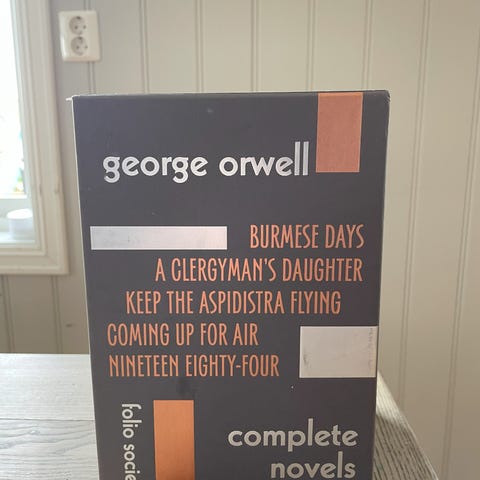 george orwell
BURMESE DAYS
A CLERGYMAN'S DAUGHTER
KEEP THE ASPIDISTRA FLYING
COMING UP FOR AIR
NINETEEN EIGHTY-FOUR
folio
complete
novels